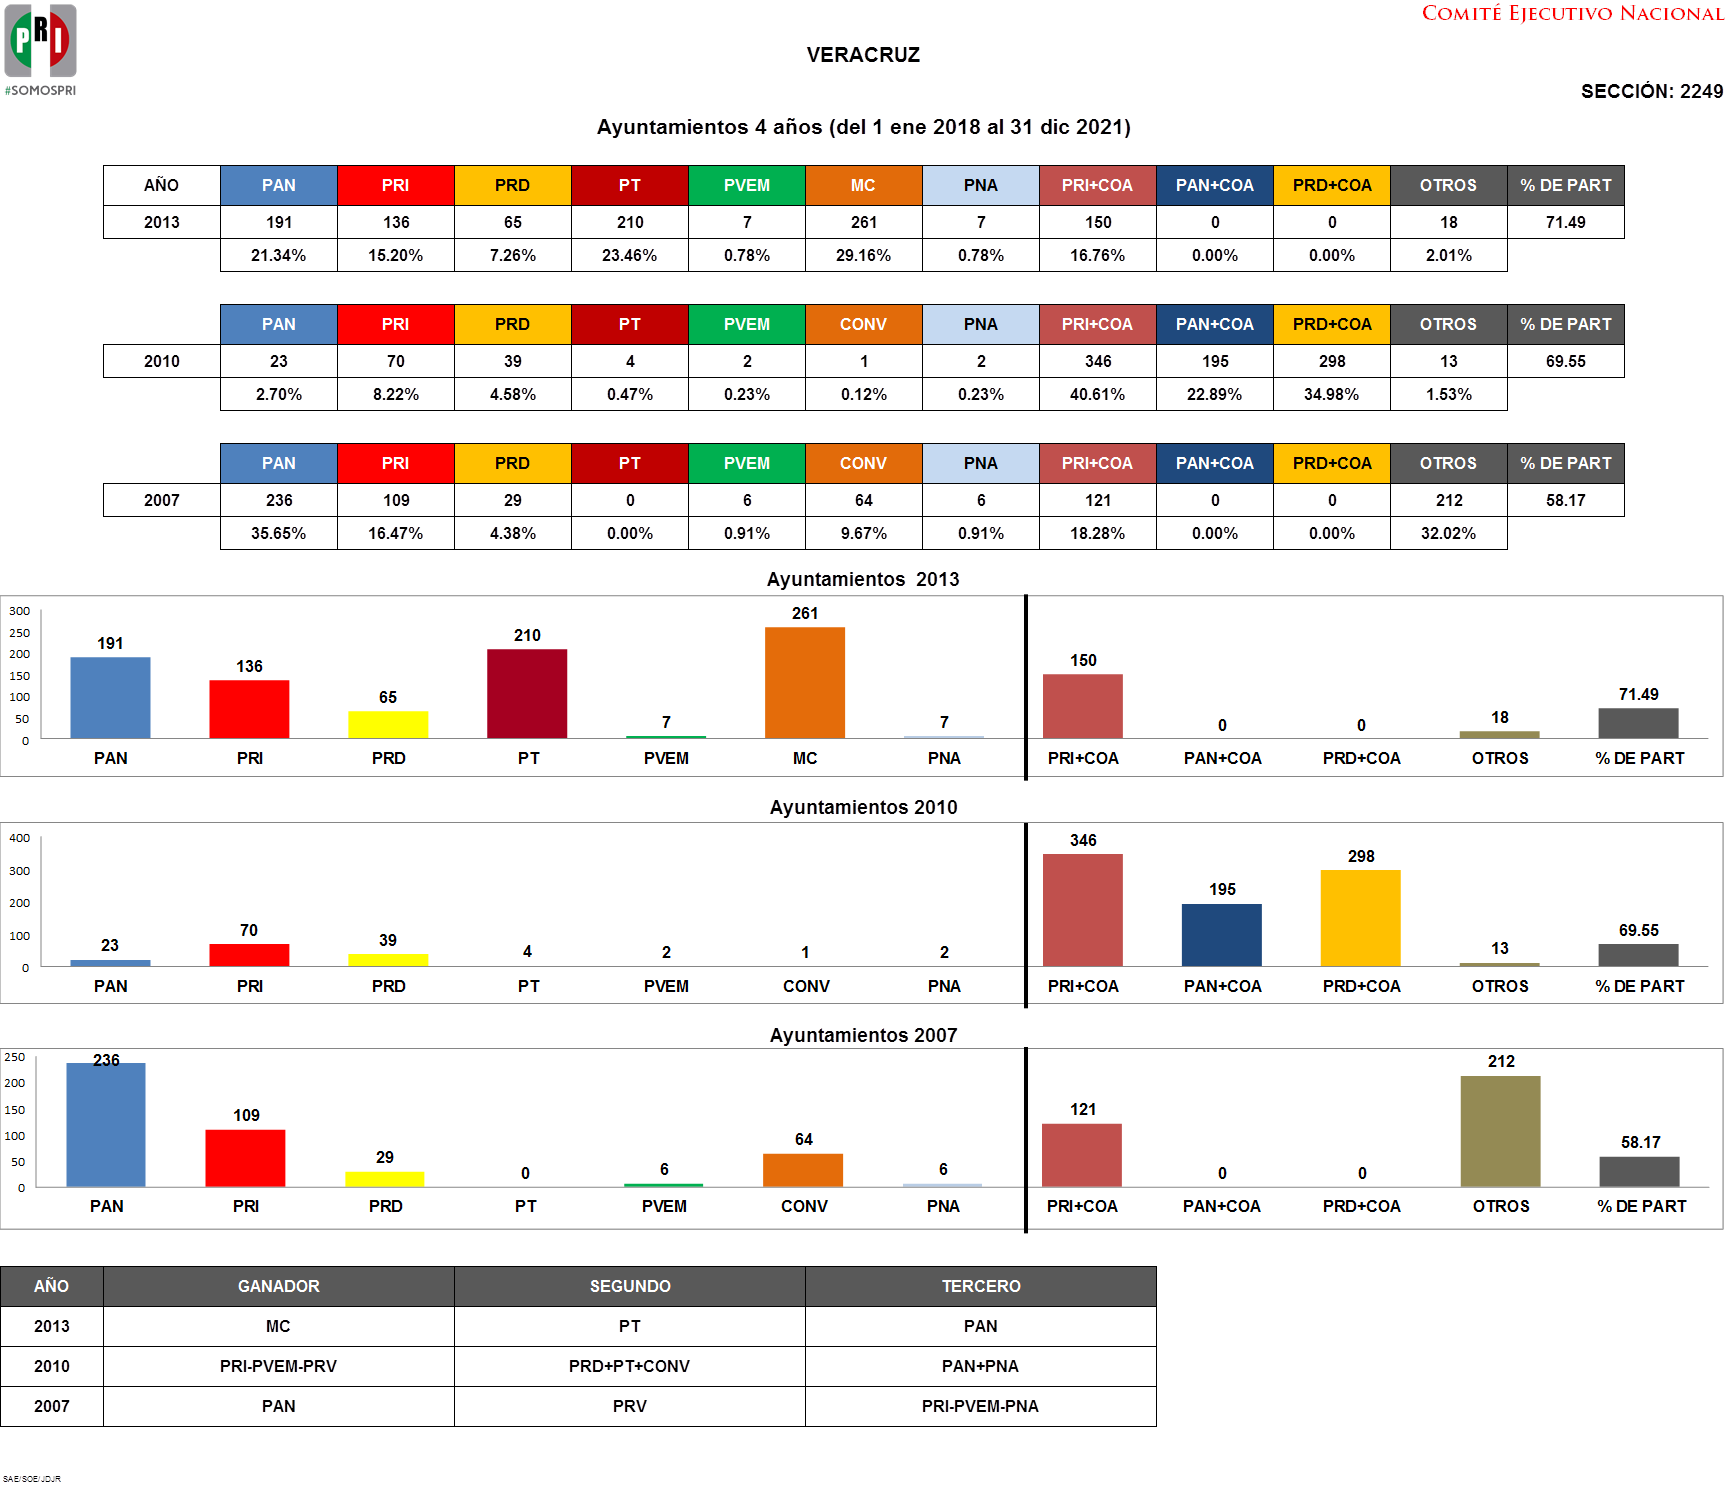 PRI
#SOMOSPRI
COMITÉ EJECUTIVO NACIONAL
VERACRUZ
SECCIÓN: 2249
Ayuntamientos 4 años (del 1 ene 2018 al 31 dic 2021)
AÑO PAN PRI PRD PT PVEM MC PNA PRI+COA PAN+COA PRD+COA OTROS % DE PART
2013 191 136 65 210 7 261 7 150 0 0 18 71.49
21.34% 15.20% 7.26% 23.46% 0.78% 29.16% 0.78% 16.76% 0.00% 0.00% 2.01%
PAN PRI PRD PT PVEM CONV PNA PRI+COA PAN+COA PRD+COA OTROS % DE PART
2010 23 70 39 4 2 1 2 346 195 298 13 69.55
2.70% 8.22% 4.58% 0.47% 0.23% 0.12% 0.23% 40.61% 22.89% 34.98% 1.53%
PAN PRI PRD PT PVEM CONV PNA PRI+COA PAN+COA PRD+COA OTROS % DE PART
2007 236 109 29 0 6 64 6 121 0 0 212 58.17
35.65% 16.47% 4.38% 0.00% 0.91% 9.67% 0.91% 18.28% 0.00% 0.00% 32.02%
Ayuntamientos 2013
300
250
200
150
100
50
0
191 136 65 210 7 261 7 150 0 0 18 71.49
PAN PRI PRD PT PVEM MC PNA PRI+COA PAN+COA PRD+COA OTROS % DE PART
Ayuntamientos 2010
400
300
200
100
0
23 70 39 4 2 1 2 346 195 298 13 69.55
PAN PRI PRD PT PVEM CONV PNA PRI+COA PAN+COA PRD+COA OTROS % DE PART
Ayuntamientos 2007
250
200
150
100
50
0
236 109 29 0 6 64 6 121 0 0 212 58.17
PAN PRI PRD PT PVEM CONV PNA PRI+COA PAN+COA PRD+COA OTROS % DE PART
AÑO GANADOR SEGUNDO TERCERO
2013 MC PT PAN
2010 PRI-PVEM-PRV PRD+PT+CONV PAN+PNA
2007 PAN PRV PRI-PVEM-PNA
SAE/SOE/JDJR